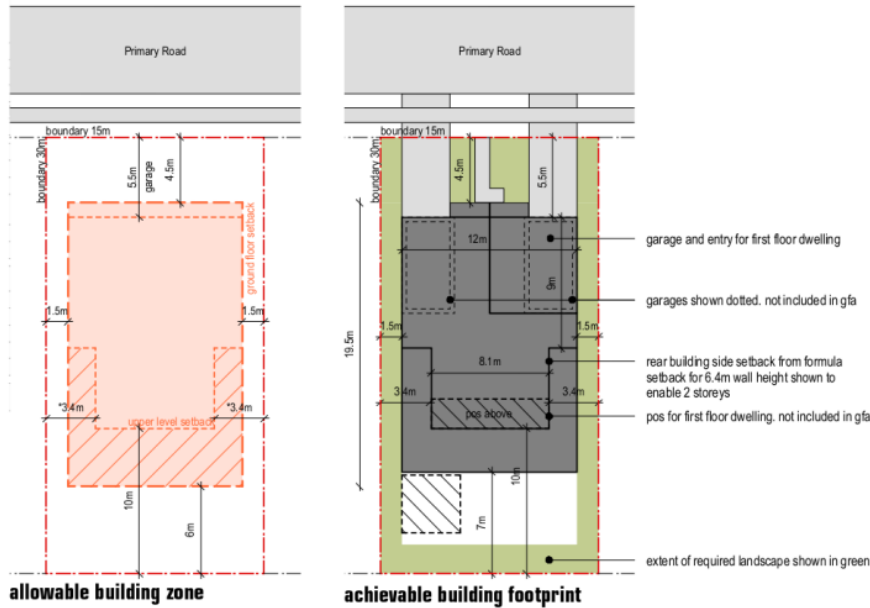 Primary Road
boundary 15m
boundary 30m
5.5m
garage
4.5m
ground floor setback
1.5m
1.5m
*3.4m
*3.4m
upper level setback
10m
6m
allowable building zone
Primary Road
boundary 15m
boundary 30m
4.5m
5.5m
12m
9m
19.5m
1.5m
1.5m
8.1m
3.4m
3.4m
pos above
10m
7m
garage and entry for first floor dwelling
garages shown dotted. not included in gfa
rear building side setback from formula
setback for 6.4m wall height shown to
enable 2 storeys
pos for first floor dwelling. not included in gfa
extent of required landscape shown in green
achievable building footprint